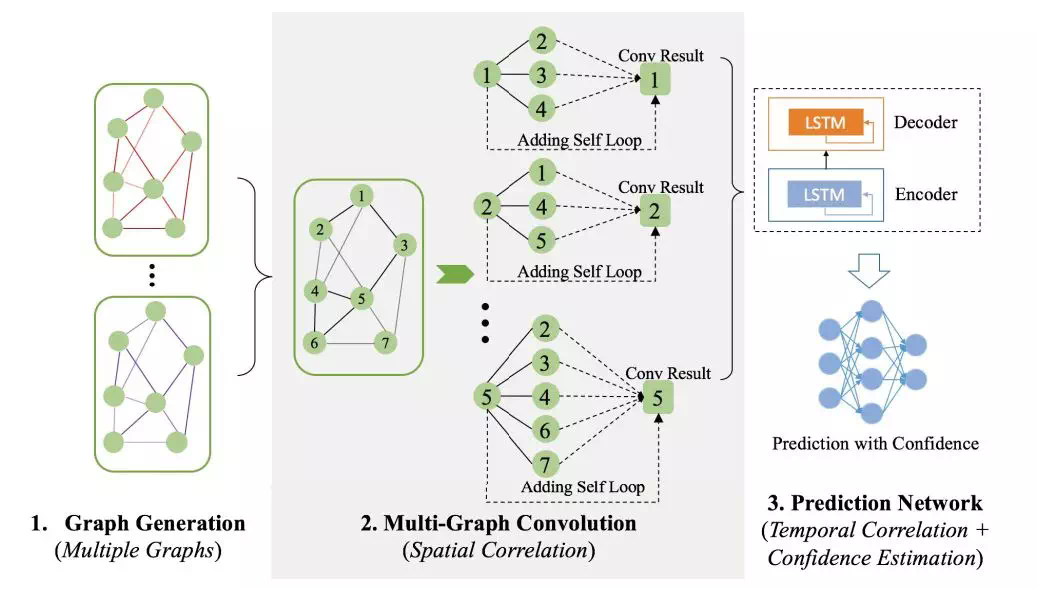 1
2
3
4
5
6
7
1
2
3
4
Conv Result
1
Adding Self Loop
2
1
4
5
Conv Result
2
Adding Self Loop
5
2
3
4
6
7
Conv Result
5
Adding Self Loop
LSTM
Decoder
LSTM
Encoder
Prediction with Confidence
1. Graph Generation
(Multiple Graphs)
2. Multi-Graph Convolution
(Spatial Correlation)
3. Prediction Network
(Temporal Correlation +
Confidence Estimation)